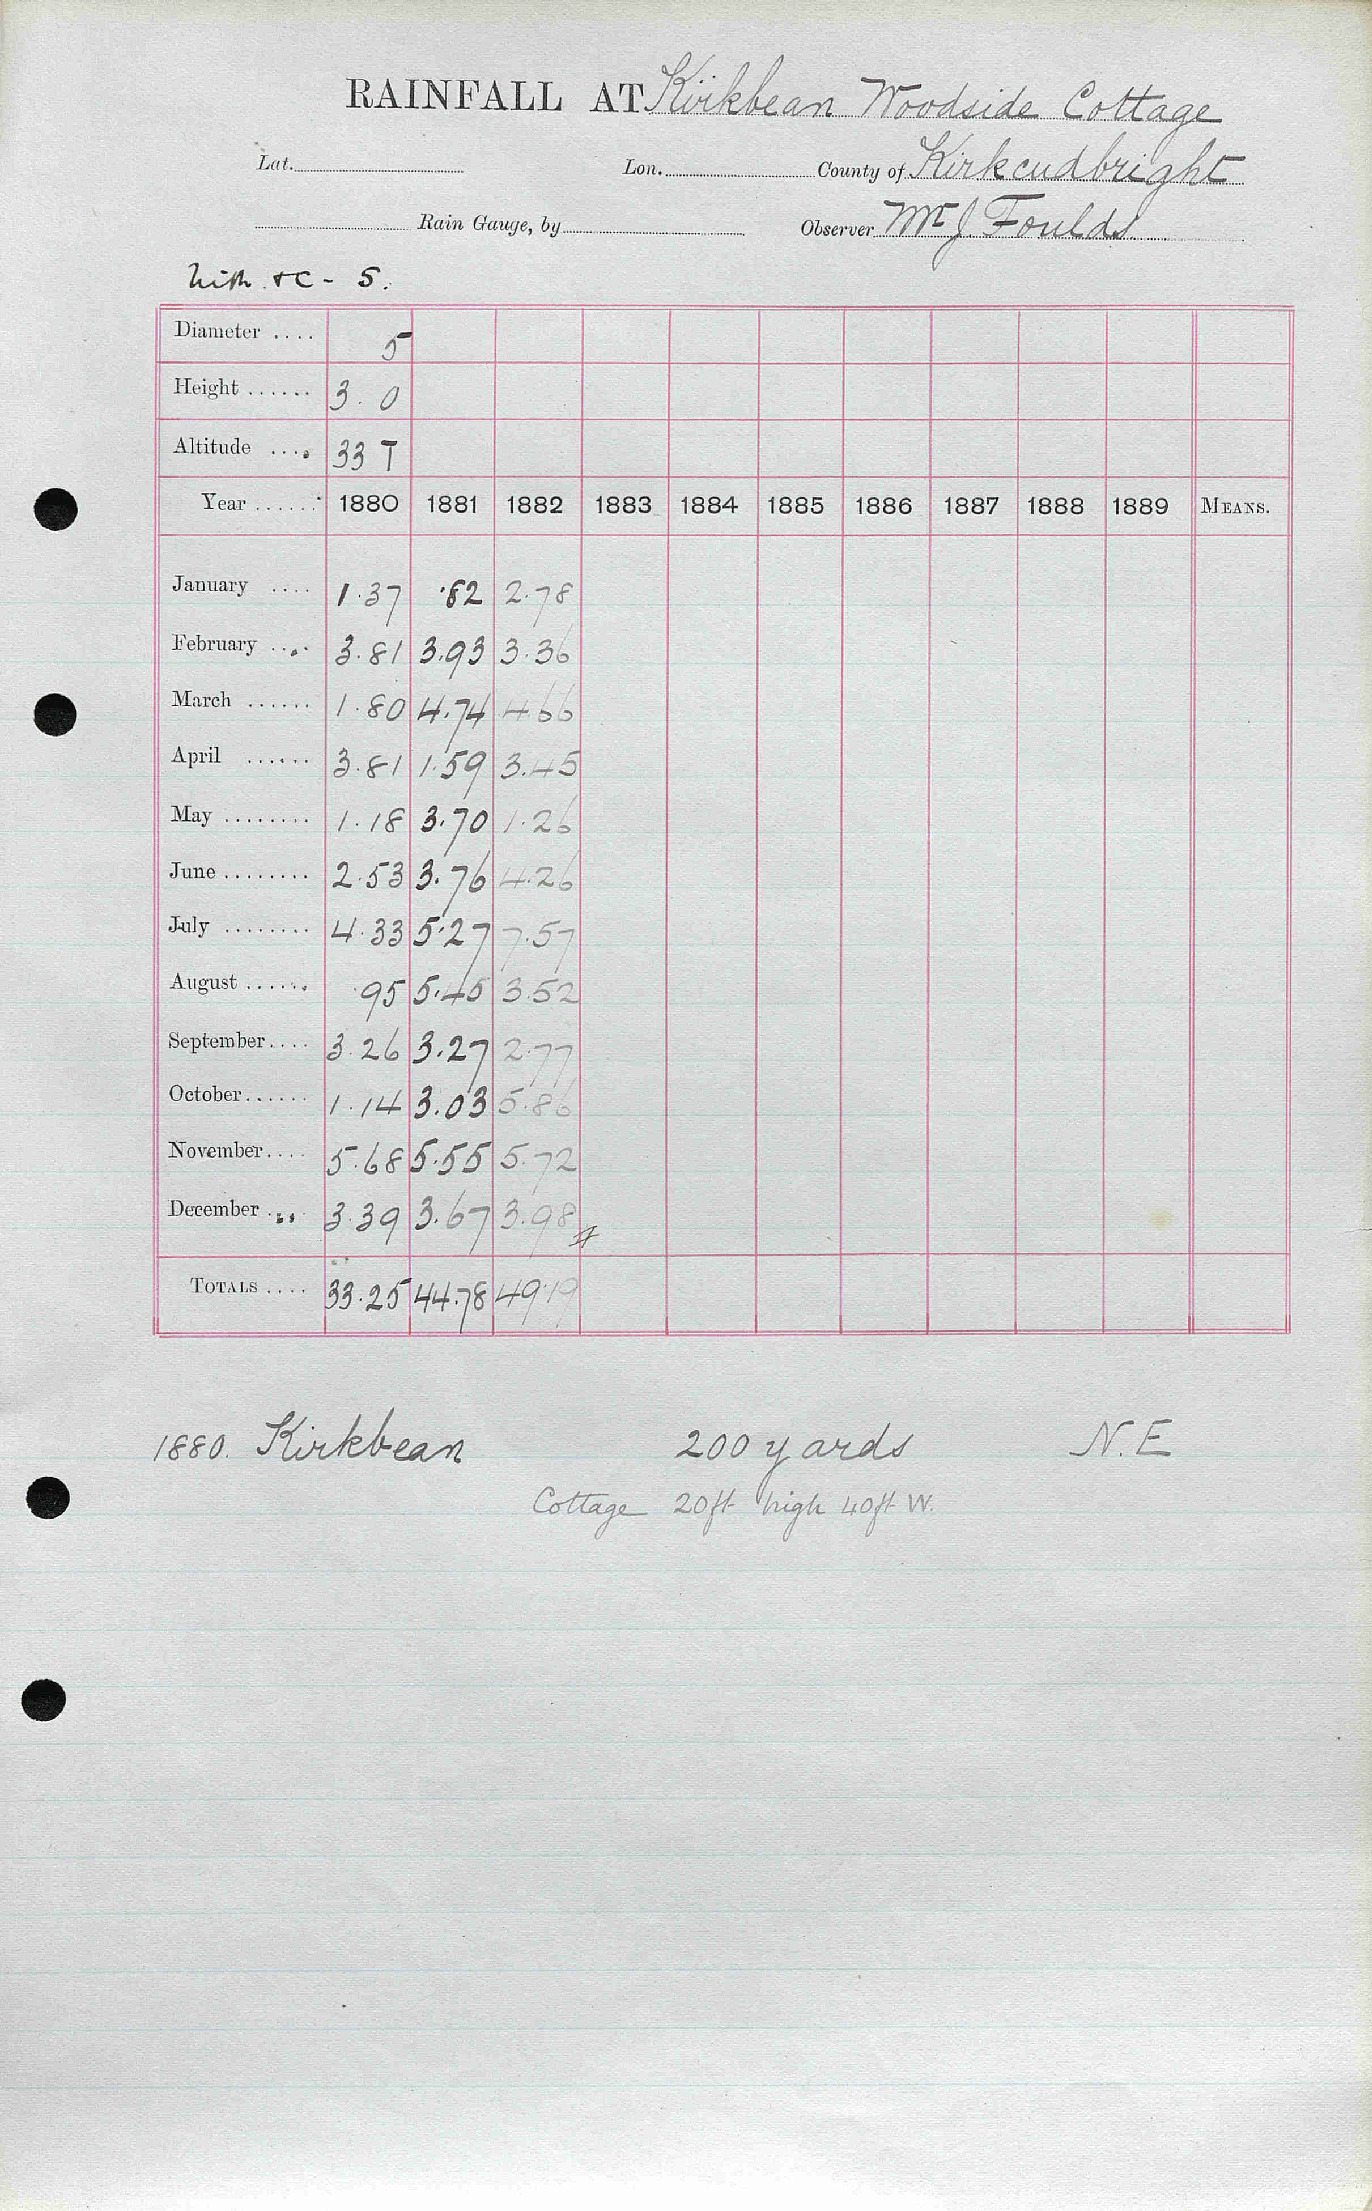 RAINFALL AT Kirkbean Woodside Cottage
Lat. Lon. County of Kirkcudbright
Rain Gauge, by Observer Mr J Foulds
5.
Diameter .... 5
Height ...... 3. 0
Altitude .... 33 T
Year ...... 1880 1881 1882 1883 1884 1885 1886 1887 1888 1889 MEANS.
January .... 1.37 .82 2.78
February .... 3.81 3.93 3.36
March ...... 1.80 4.74 4.66
April ...... 3.81 1.59 3.45
May ........ 1.18 3.70 1.26
June ........ 2.53 3.76 4.26
July ........ 4.33 5.27 7.57
August ...... .95 5.45 3.52
September.... 3.26 3.27 2.77
October...... 1.14 3.03 5.86
November.... 5.68 5.55 5.72
December .... 3.39 3.67 3.98
TOTALS .... 33.25 44.78 49.19
1880. Kirkbean 200 yards N.E
Cottage 20ft high 40ft W.